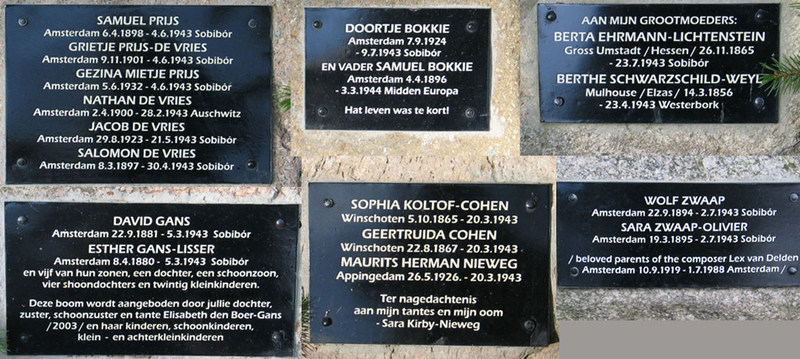 SAMUEL PRIJS
Amsterdam 6.4.1898 - 4.6.1943 Sobibór
GRIETJE PRIJS-DE VRIES
Amsterdam 9.11.1901 - 4.6.1943 Sobibór
GEZINA MIETJE PRIJS
Amsterdam 5.6.1932 - 4.6.1943 Sobibór
NATHAN DE VRIES
Amsterdam 2.4.1900 - 28.2.1943 Auschwitz
JACOB DE VRIES
Amsterdam 29.8.1923 - 21.5.1943 Sobibór
SALOMON DE VRIES
Amsterdam 8.3.1897 - 30.4.1943 Sobibór
DOORTJE BOKKIE
Amsterdam 7.9.1924
- 9.7.1943 Sobibór
EN VADER SAMUEL BOKKIE
Amsterdam 4.4.1896
- 3.3.1944 Midden Europa
Hat leven was te kort!
AAN MIJN GROOTMOEDERS:
BERTA EHRMANN-LICHTENSTEIN
Gross Umstadt / Hessen / 26.11.1865
- 23.7.1943 Sobibór
BERTHE SCHWARZSCHILD-WEYL
Mulhouse / Elzas / 14.3.1856
- 23.4.1943 Westerbork
DAVID GANS
Amsterdam 22.9.1881 - 5.3.1943 Sobibór
ESTHER GANS-LISSER
Amsterdam 8.4.1880 - 5.3.1943 Sobibór
en vijf van hun zonen, een dochter, een schoonzoon,
vier shoondochters en twintig kleinkinderen.
Deze boom wordt aangeboden door jullie dochter,
zuster, schoonzuster en tante Elisabeth den Boer-Gans
/2003 / en haar kinderen, schoonkinderen,
klein - en achterkleinkinderen
SOPHIA KOLTOF-COHEN
Winschoten 5.10.1865 - 20.3.1943
GEERTRUIDA COHEN
Winschoten 22.8.1867 - 20.3.1943
MAURITS HERMAN NIEWEG
Appingedam 26.5.1926. - 20.3.1943
Ter nagedachtenis
aan mijn tantes en mijn oom
- Sara Kirby-Nieweg
WOLF ZWAAP
Amsterdam 22.9.1894 - 2.7.1943 Sobibór
SARA ZWAAP-OLIVIER
Amsterdam 19.3.1895 - 2.7.1943 Sobibór
/ beloved parents of the composer Lex van Delden
Amsterdam 10.9.1919 - 1.7.1988 Amsterdam /